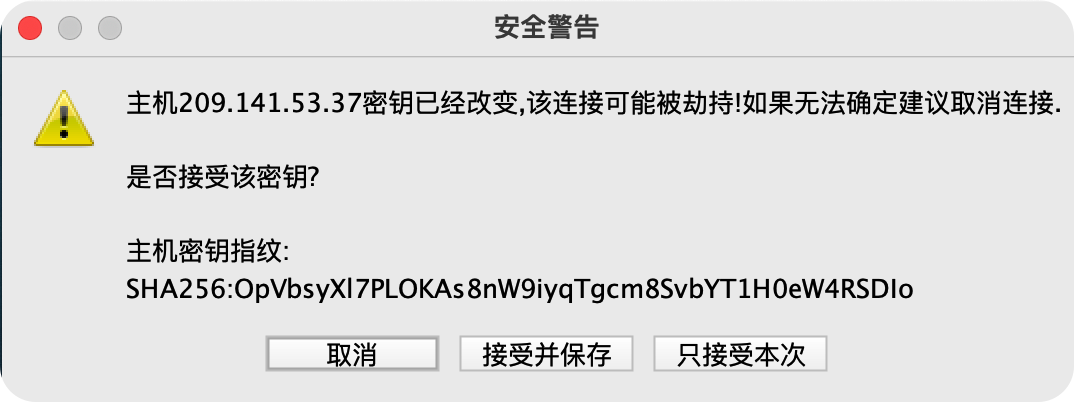 安全警告
主机209.141.53.37密钥已经改变,该连接可能被劫持!如果无法确定建议取消连接.
是否接受该密钥?
主机密钥指纹:
SHA256:OpVbsyXl7PLOKAs8nW9iyqTgcm8SvbYT1H0eW4RSDIo
取消
接受并保存
只接受本次